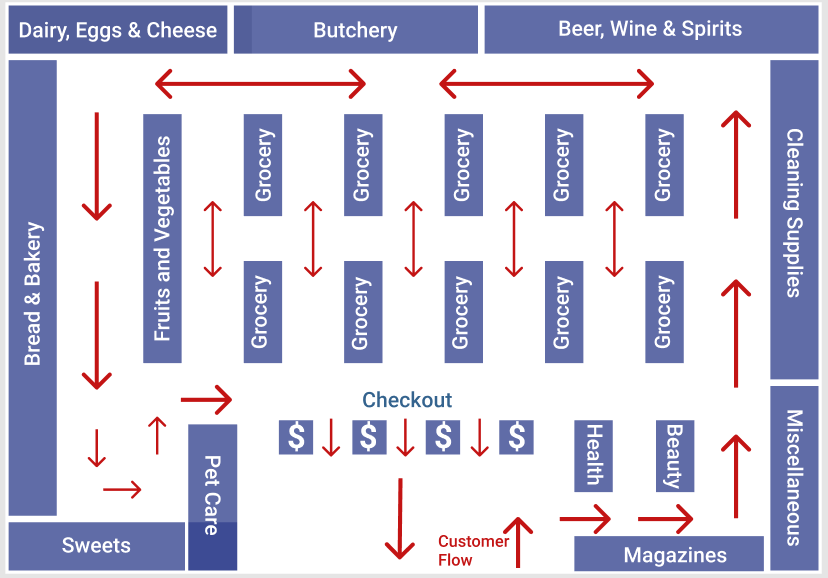 Dairy, Eggs & Cheese
Butchery
Beer, Wine & Spirits
Bread & Bakery
Fruits and Vegetables
Grocery
Grocery
Grocery
Grocery
Grocery
Cleaning Supplies
Grocery
Grocery
Grocery
Grocery
Grocery
Checkout
$
$
$
$
Health
Beauty
Miscellaneous
Pet Care
Sweets
Customer
Flow
Magazines